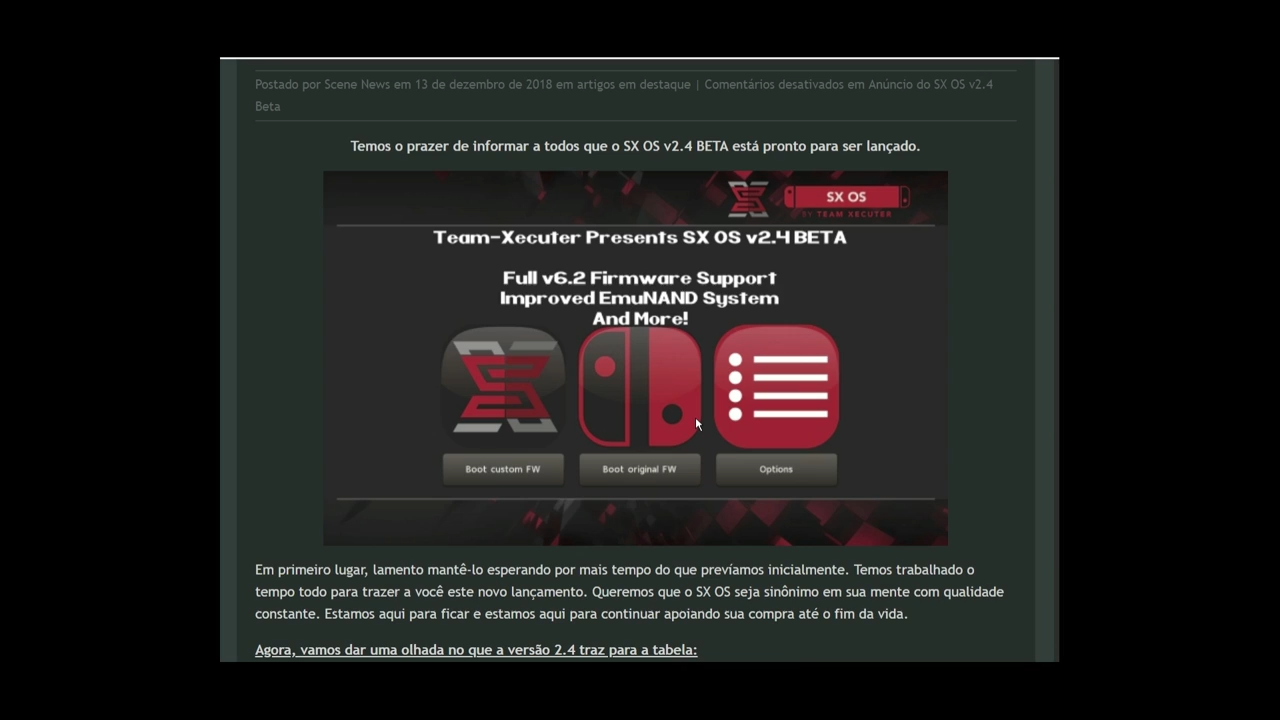 Postado por Scene News em 13 de dezembro de 2018 em artigos em destaque | Comentários desativados em Anúncio do SX OS v2.4
Beta
Temos o prazer de informar a todos que o SX OS v2.4 BETA está pronto para ser lançado.
SX OS
BY TEAM XECUTER
Team-Xecuter Presents SX OS v2.4 BETA
Full v6.2 Firmware Support
Improved EmuNAND System
And More!
Boot custom FW
Boot original FW
Options
Em primeiro lugar, lamento mantê-lo esperando por mais tempo do que prevíamos inicialmente. Temos trabalhado o
tempo todo para trazer a você este novo lançamento. Queremos que o SX OS seja sinônimo em sua mente com qualidade
constante. Estamos aqui para ficar e estamos aqui para continuar apoiando sua compra até o fim da vida.
Agora, vamos dar uma olhada no que a versão 2.4 traz para a tabela: